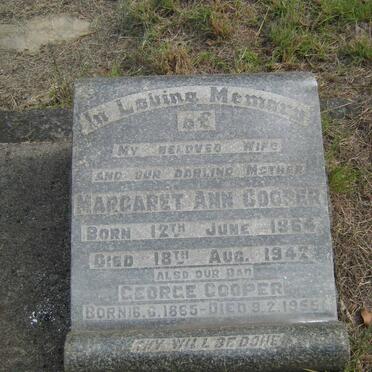 In Loving Memory
of
MY BELOVED WIFE
AND OUR DARLING MOTHER
MARGARET ANN COOPER
BORN 12TH JUNE 1864
DIED 18TH AUG. 1947
ALSO OUR DAD
GEORGE COOPER
BORN 16.6.1865-DIED 9.2.1955
THY WILL BE DONE